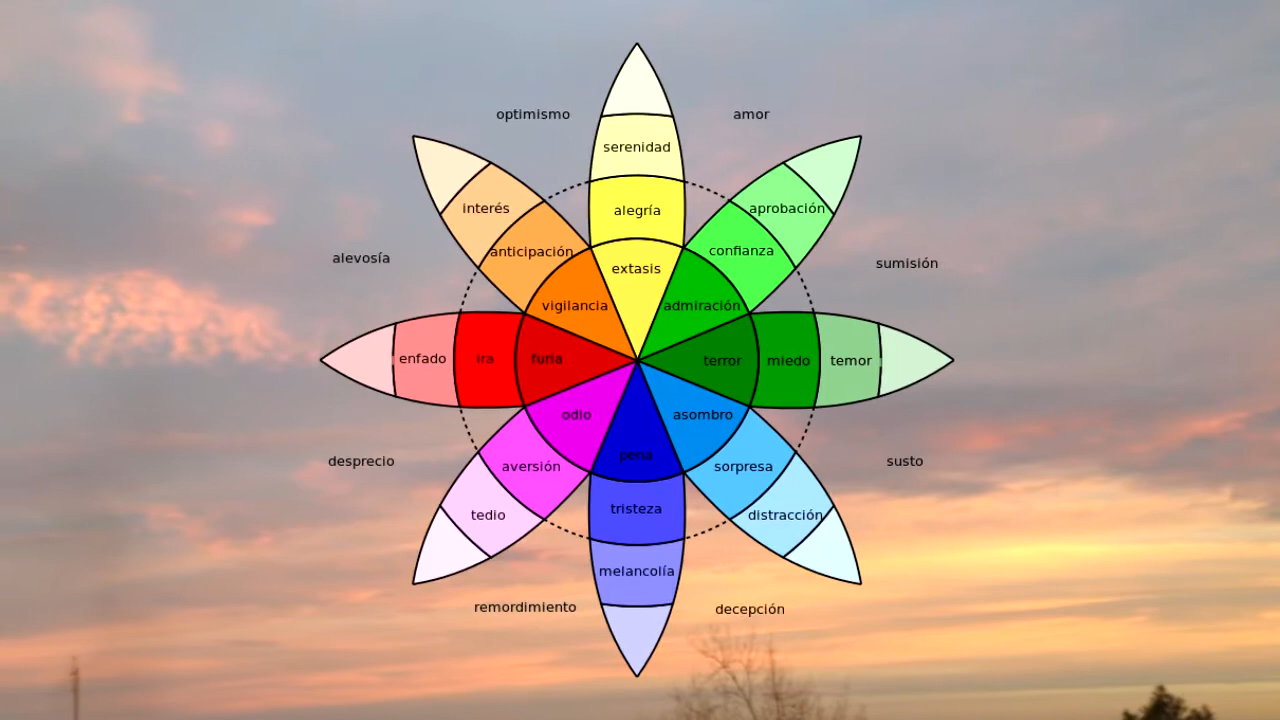 optimismo
amor
serenidad
interés
alegría
aprobación
anticipación
confianza
alevosía
extasis
sumisión
vigilancia
admiración
enfado
ira
furia
terror
miedo
temor
odio
asombro
desprecio
aversión
pena
sorpresa
susto
tedio
tristeza
distracción
melancolía
remordimiento
decepción